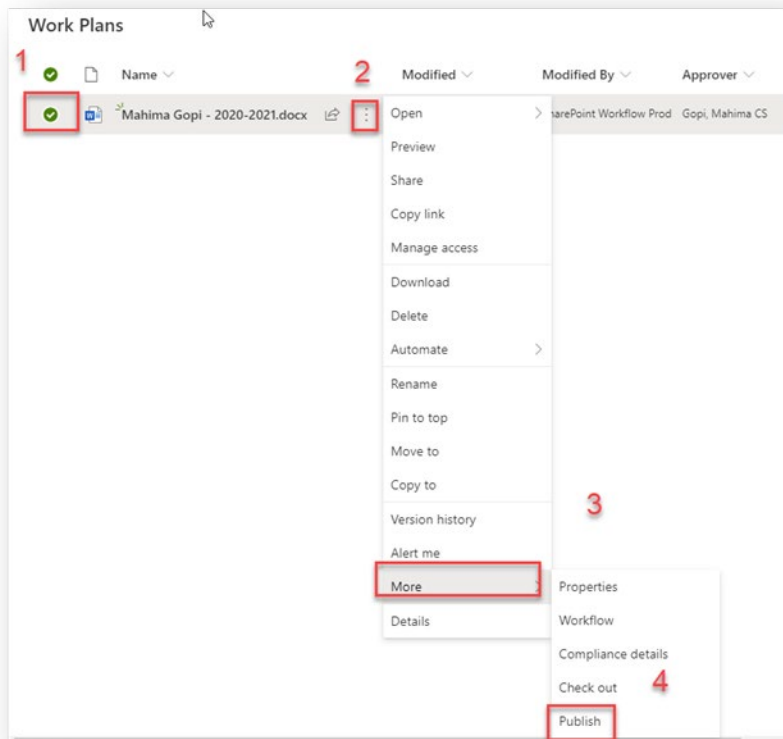 Work Plans
1
2
Name Modified Modified By Approver
Mahima Gopi - 2020-2021.docx Open harePoint Workflow Prod Gopi, Mahima CS
Preview
Share
Copy link
Manage access
Download
Delete
Automate
Rename
Pin to top
Move to
Copy to
3
Version history
Alert me
More Properties
Details Workflow
Compliance details
4
Check out
Publish